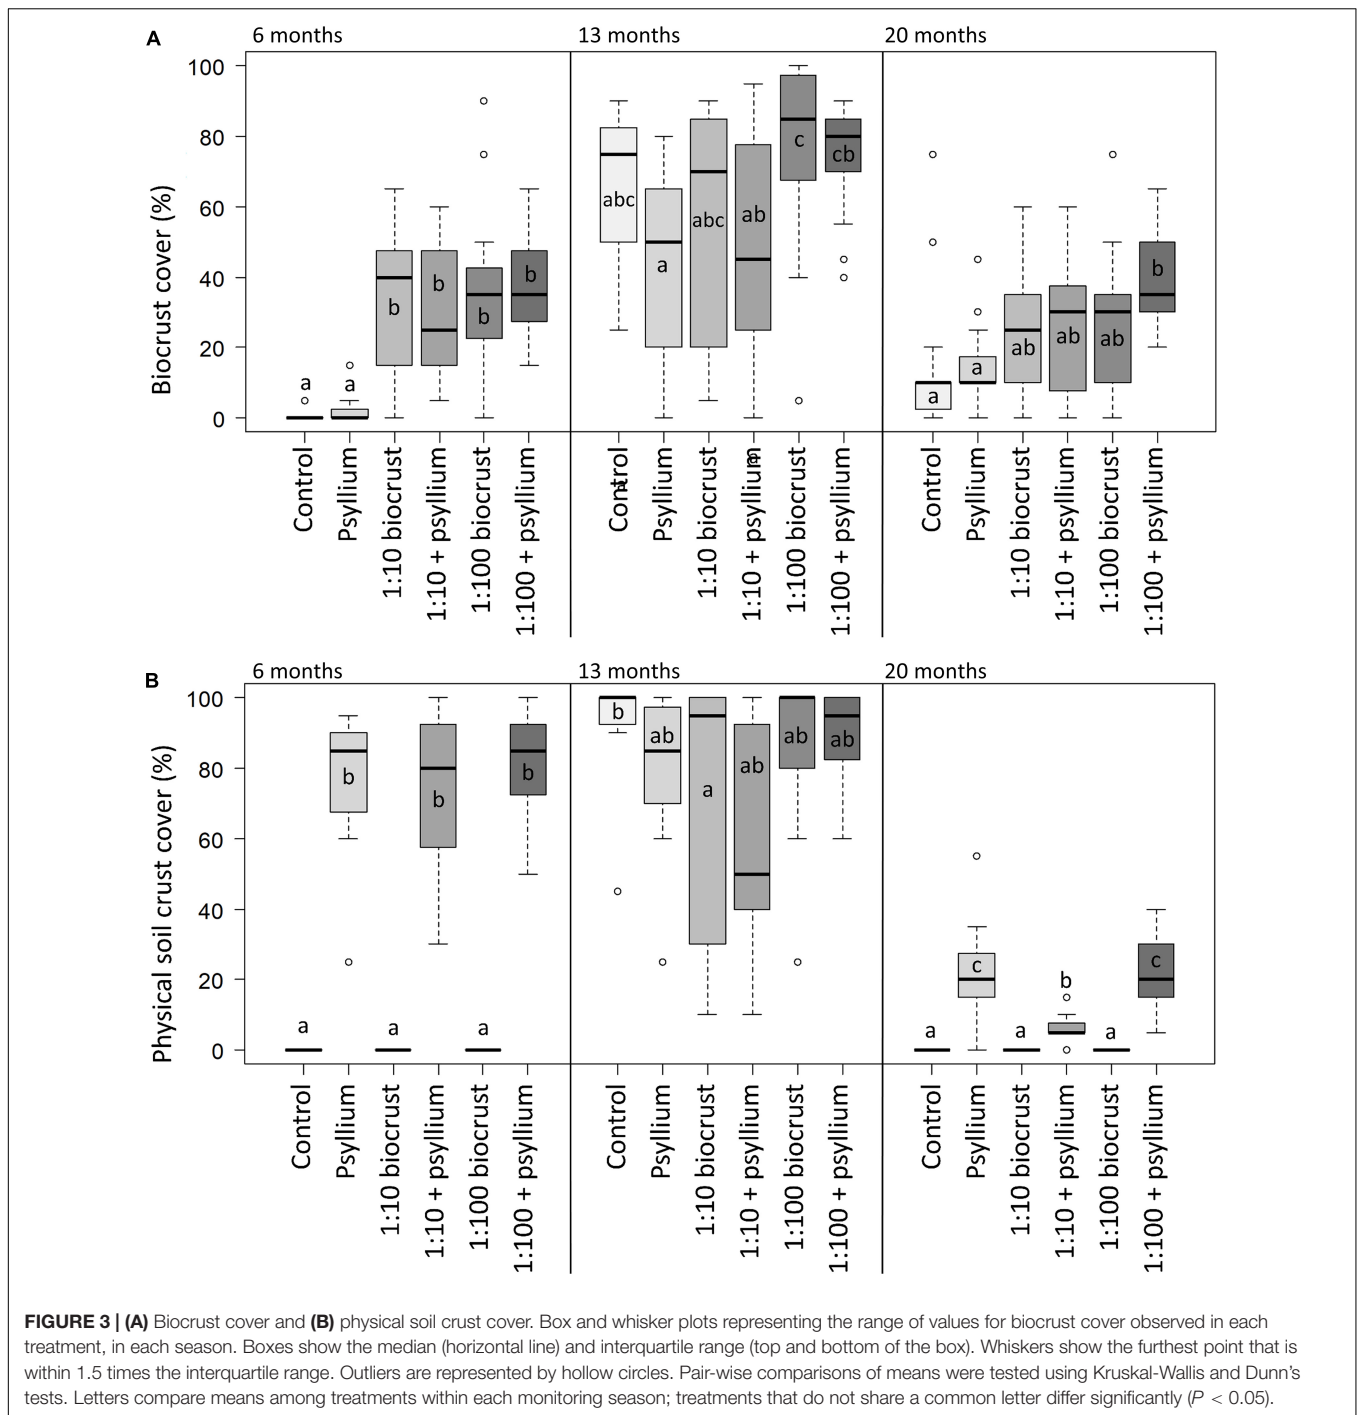 A
6 months 13 months 20 months
100
80
60
40
20
0
Biocrust cover (%)
a a b b b b
abc a abc ab c cb
a a ab ab ab b
Control Psyllium 1:10 biocrust 1:10 + psyllium 1:100 biocrust 1:100 + psyllium
Control Psyllium 1:10 biocrust 1:10 + psyllium 1:100 biocrust 1:100 + psyllium
Control Psyllium 1:10 biocrust 1:10 + psyllium 1:100 biocrust 1:100 + psyllium
B
6 months 13 months 20 months
100
80
60
40
20
0
Physical soil crust cover (%)
a b a b a b
b ab a ab ab ab
a c a b a c
Control Psyllium 1:10 biocrust 1:10 + psyllium 1:100 biocrust 1:100 + psyllium
Control Psyllium 1:10 biocrust 1:10 + psyllium 1:100 biocrust 1:100 + psyllium
Control Psyllium 1:10 biocrust 1:10 + psyllium 1:100 biocrust 1:100 + psyllium
FIGURE 3 | (A) Biocrust cover and (B) physical soil crust cover. Box and whisker plots representing the range of values for biocrust cover observed in each
treatment, in each season. Boxes show the median (horizontal line) and interquartile range (top and bottom of the box). Whiskers show the furthest point that is
within 1.5 times the interquartile range. Outliers are represented by hollow circles. Pair-wise comparisons of means were tested using Kruskal-Wallis and Dunn's
tests. Letters compare means among treatments within each monitoring season; treatments that do not share a common letter differ significantly (P < 0.05).